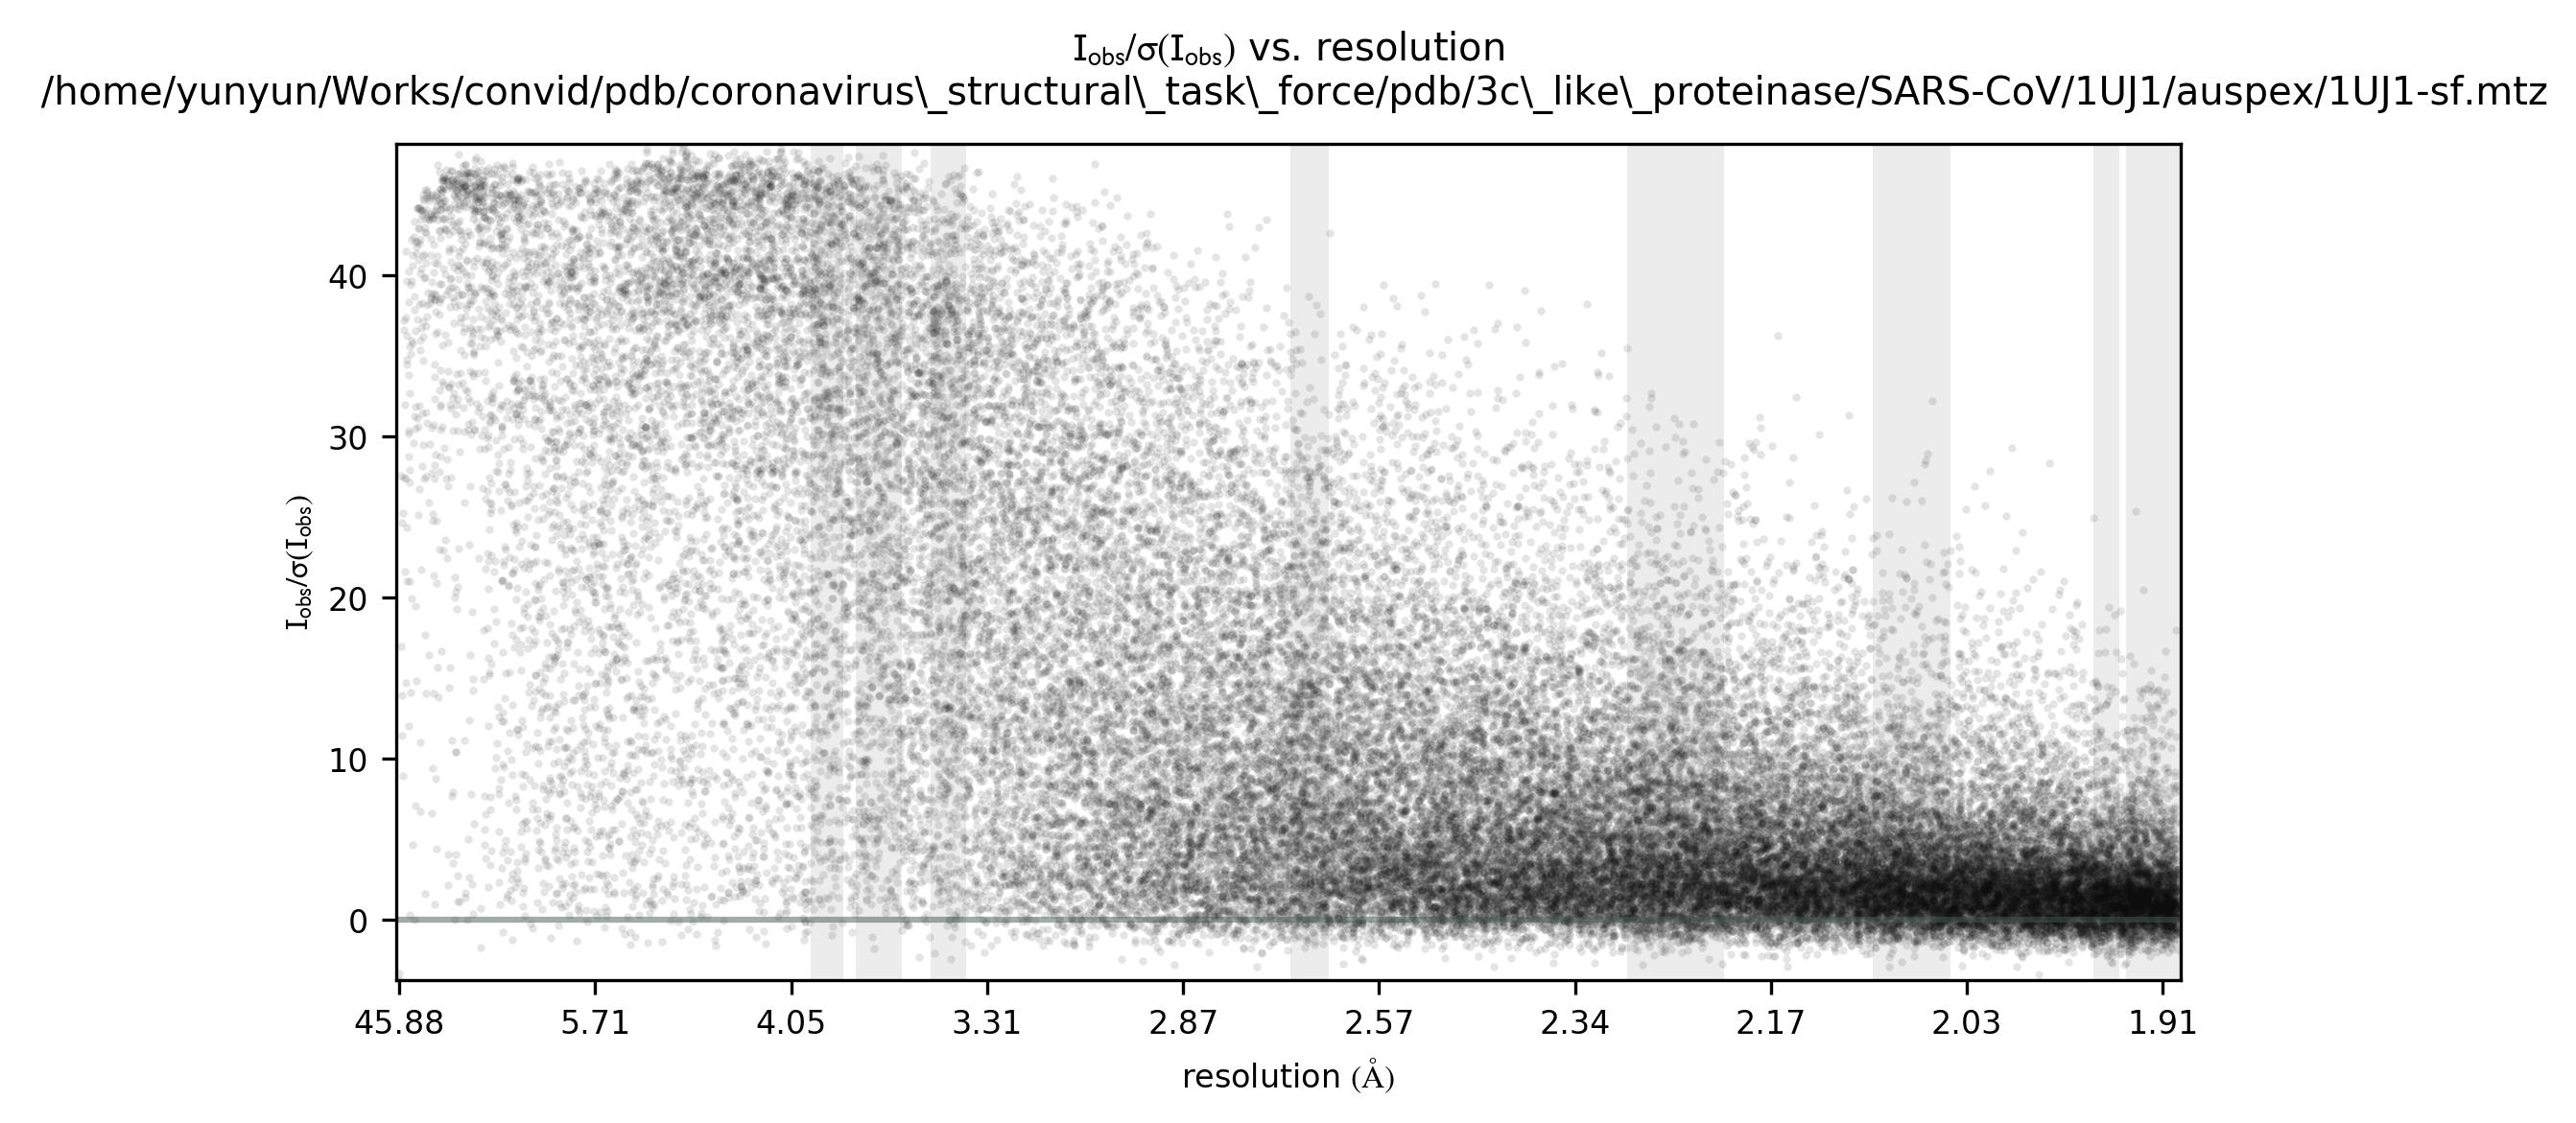 Iobs/σ(Iobs) vs. resolution
/home/yunyun/Works/convid/pdb/coronavirus\_structural\_task\_force/pdb/3c\_like\_proteinase/SARS-CoV/1UJ1/auspex/1UJ1-sf.mtz
Iobs/σ(Iobs)
40
30
20
10
0
45.88 5.71 4.05 3.31 2.87 2.57 2.34 2.17 2.03 1.91
resolution (Å)